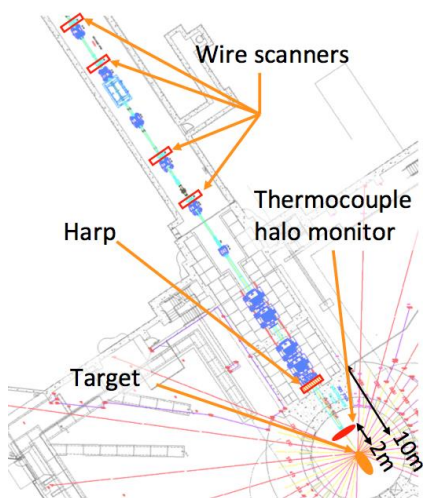 Wire scanners
Thermocouple
halo monitor
Harp
Target
10m
2m